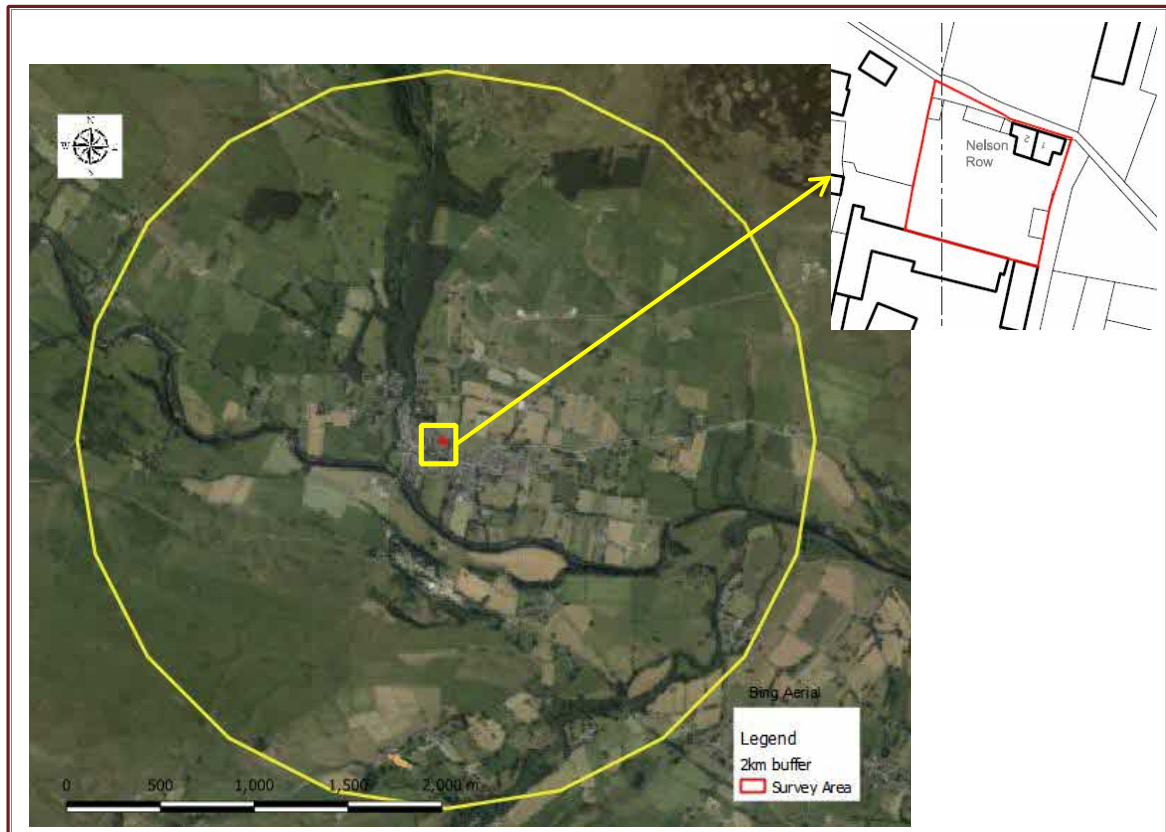 N
W
S
Nelson
Row
2
1
Bing Aerial
Legend
2km buffer
Survey Area
0 500 1,000 1,500 2,000 m